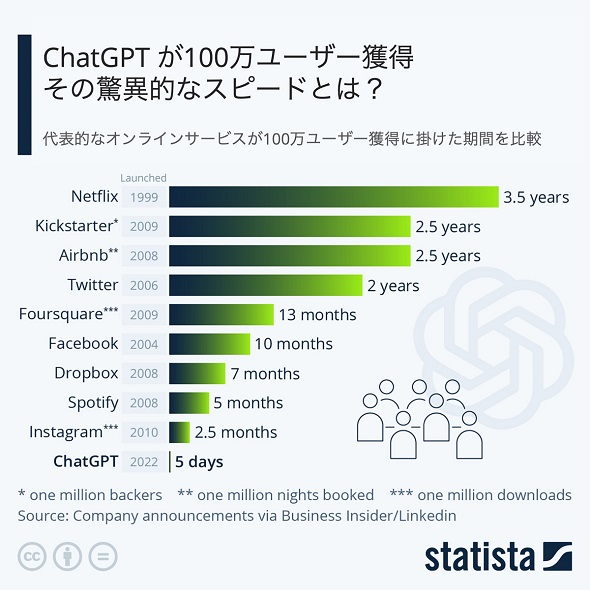 ChatGPT が100万ユーザー獲得
その驚異的なスピードとは？
代表的なオンラインサービスが100万ユーザー獲得に掛けた期間を比較
Launched
Netflix 1999 3.5 years
Kickstarter* 2009 2.5 years
Airbnb** 2008 2.5 years
Twitter 2006 2 years
Foursquare*** 2009 13 months
Facebook 2004 10 months
Dropbox 2008 7 months
Spotify 2008 5 months
Instagram*** 2010 2.5 months
ChatGPT 2022 5 days
* one million backers ** one million nights booked *** one million downloads
Source: Company announcements via Business Insider/Linkedin
cc statista